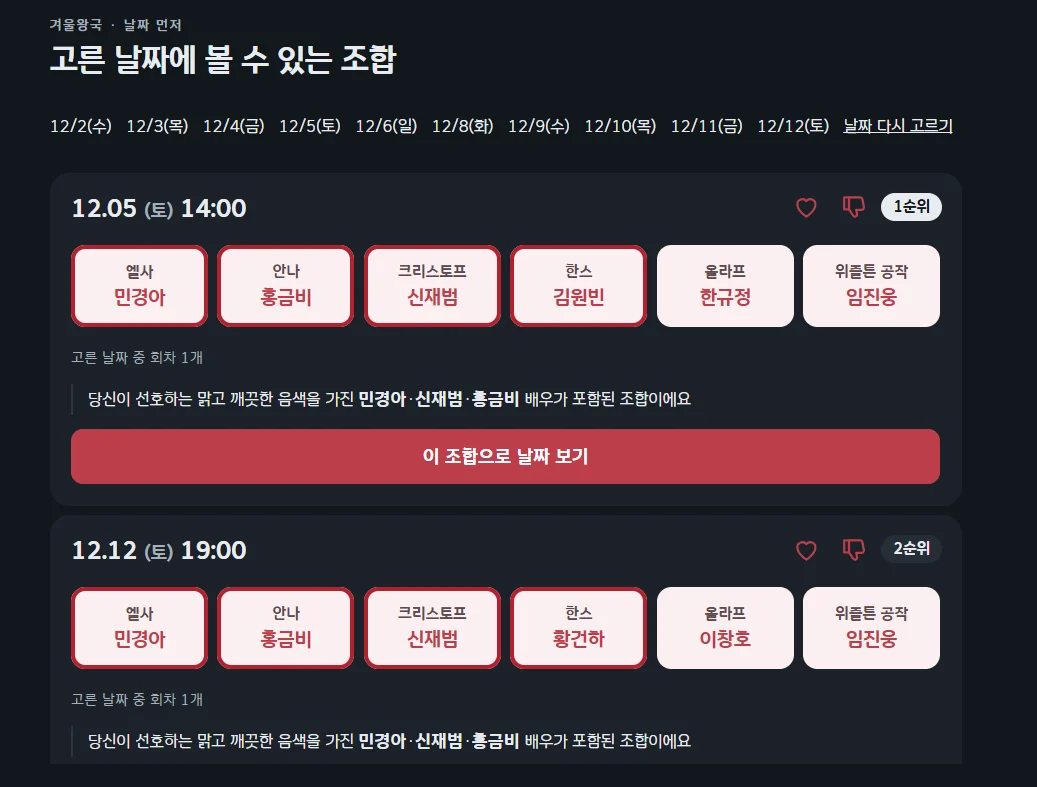 겨울왕국 · 날짜 먼저
고른 날짜에 볼 수 있는 조합
12/2(수) 12/3(목) 12/4(금) 12/5(토) 12/6(일) 12/8(화) 12/9(수) 12/10(목) 12/11(금) 12/12(토) 날짜 다시 고르기
12.05 (토) 14:00 1순위
엘사 안나 크리스토프 한스 올라프 위즐튼 공작
민경아 홍금비 신재범 김원빈 한규정 임진웅
고른 날짜 중 회차 1개
당신이 선호하는 맑고 깨끗한 음색을 가진 민경아·신재범·홍금비 배우가 포함된 조합이에요
이 조합으로 날짜 보기
12.12 (토) 19:00 2순위
엘사 안나 크리스토프 한스 올라프 위즐튼 공작
민경아 홍금비 신재범 황건하 이창호 임진웅
고른 날짜 중 회차 1개
당신이 선호하는 맑고 깨끗한 음색을 가진 민경아·신재범·홍금비 배우가 포함된 조합이에요